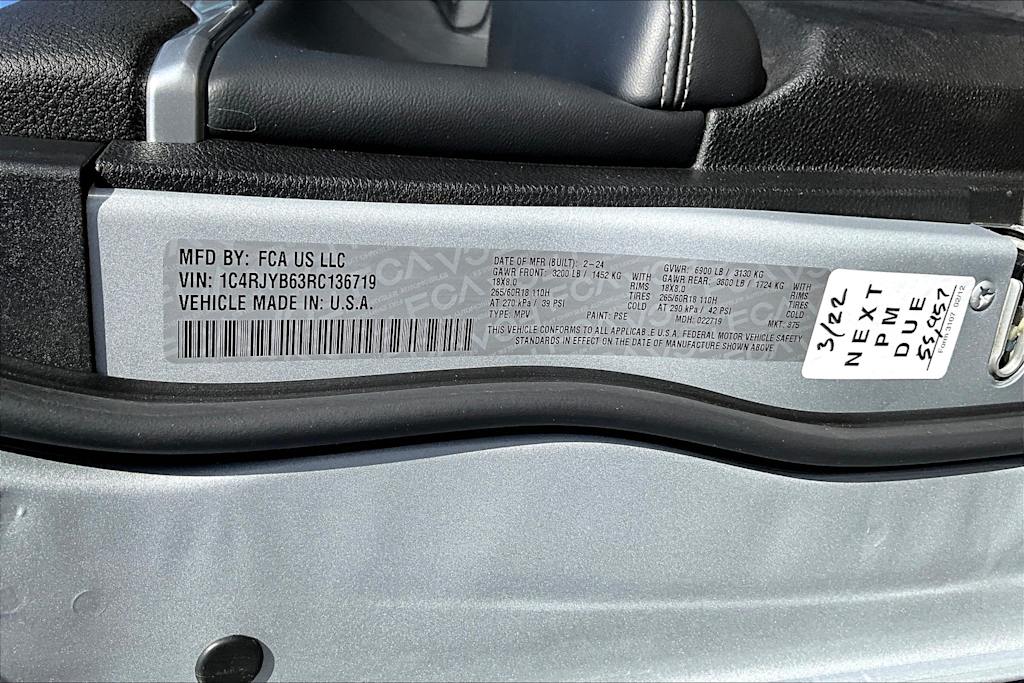 MFD BY: FCA US LLC
VIN: 1C4RJYB63RC136719
VEHICLE MADE IN: U.S.A.
DATE OF MFR (BUILT): 2-24
GAWR FRONT: 3200 LB / 1452 KG WITH
18X8.0 RIMS
265/60R18 110H TIRES
AT 270 kPa / 39 PSI COLD
TYPE: MPV PAINT: PSE
GVWR: 6900 LB / 3130 KG
GAWR REAR: 3800 LB / 1724 KG WITH
18X8.0 RIMS
265/60R18 110H TIRES
AT 290 kPa / 42 PSI COLD
MDH: 022719 MKT: 375
THIS VEHICLE CONFORMS TO ALL APPLICABLE U.S.A. FEDERAL MOTOR VEHICLE SAFETY
STANDARDS IN EFFECT ON THE DATE OF MANUFACTURE SHOWN ABOVE.
3/22
NEXT
PM
DUE
Form 3107 02/12